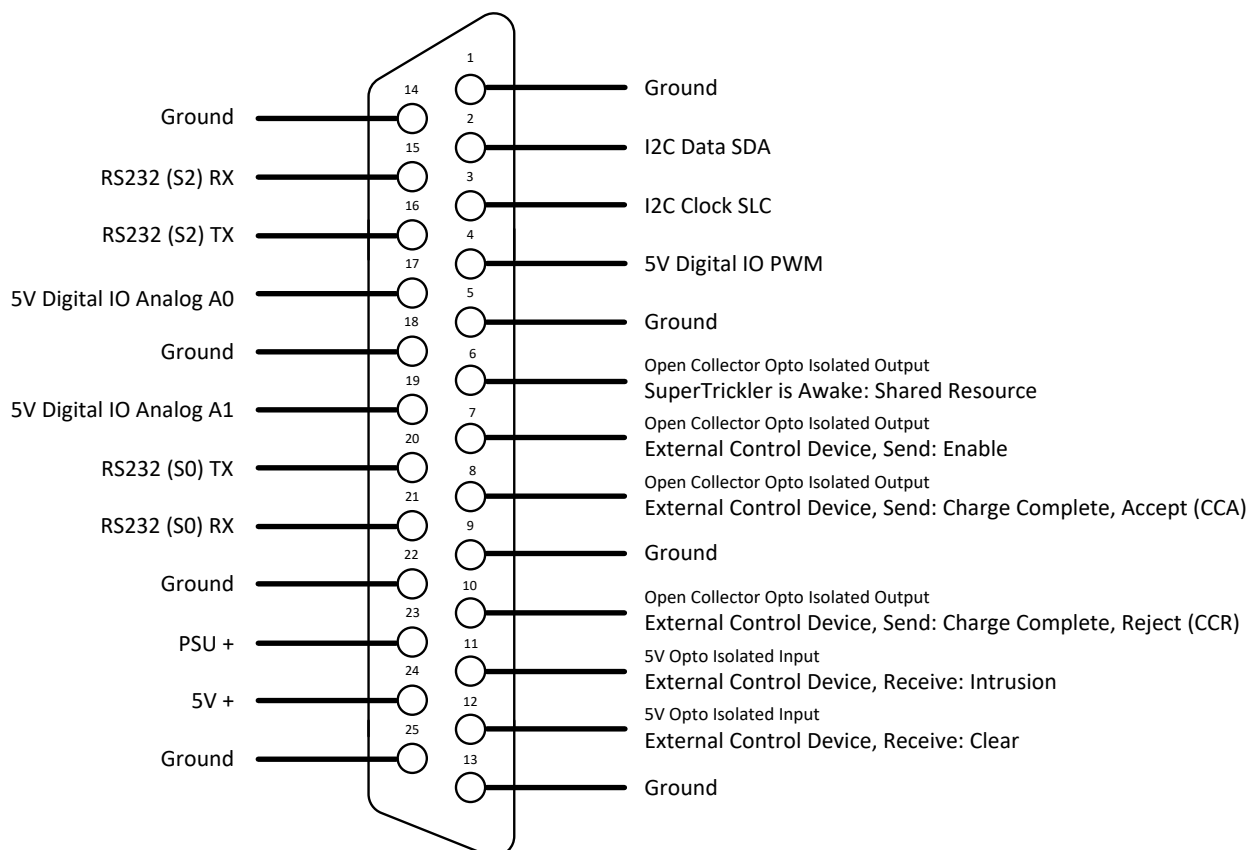 1
Ground
14
Ground
2
I2C Data SDA
15
RS232 (S2) RX
3
I2C Clock SLC
16
RS232 (S2) TX
4
5V Digital IO PWM
17
5V Digital IO Analog A0
5
Ground
18
Ground
6
Open Collector Opto Isolated Output
SuperTrickler is Awake: Shared Resource
19
5V Digital IO Analog A1
7
Open Collector Opto Isolated Output
External Control Device, Send: Enable
20
RS232 (S0) TX
8
Open Collector Opto Isolated Output
External Control Device, Send: Charge Complete, Accept (CCA)
21
RS232 (S0) RX
9
Ground
22
Ground
10
Open Collector Opto Isolated Output
External Control Device, Send: Charge Complete, Reject (CCR)
23
PSU +
11
5V Opto Isolated Input
External Control Device, Receive: Intrusion
24
5V +
12
5V Opto Isolated Input
External Control Device, Receive: Clear
25
Ground
13
Ground